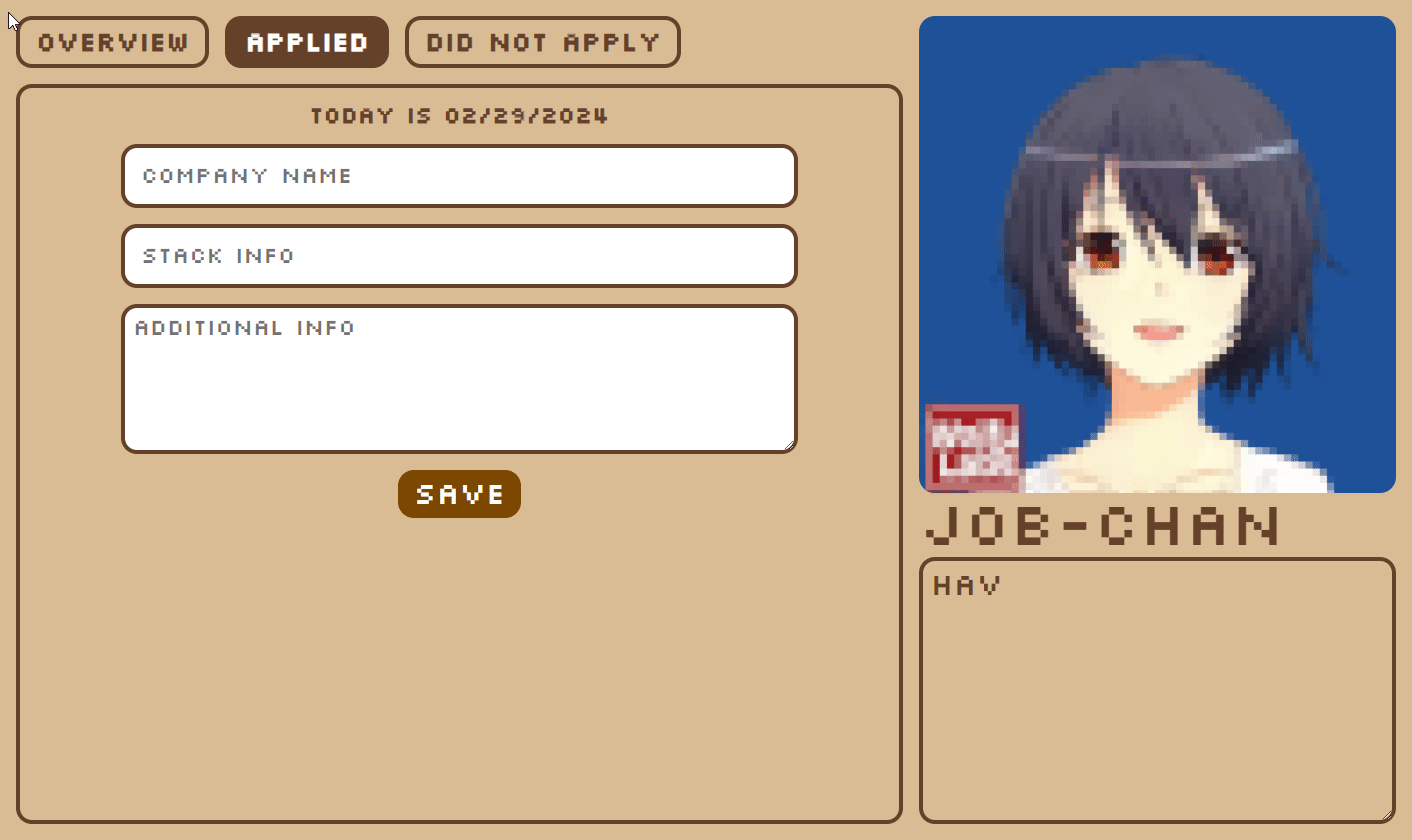 OVERVIEW
APPLIED
DID NOT APPLY
TODAY IS 02/29/2024
COMPANY NAME
STACK INFO
ADDITIONAL INFO
SAVE
JOB-CHAN
HAV